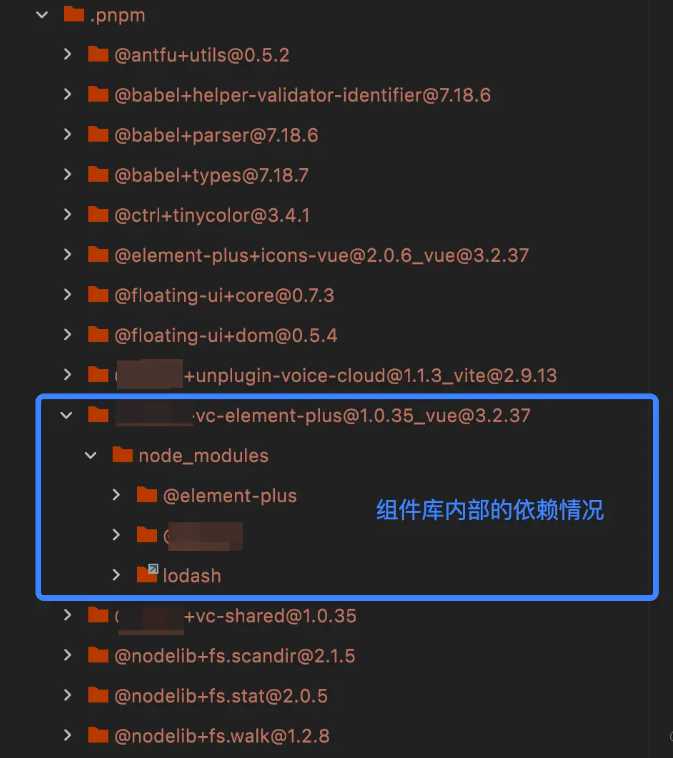 .pnpm
@antfu+utils@0.5.2
@babel+helper-validator-identifier@7.18.6
@babel+parser@7.18.6
@babel+types@7.18.7
@ctrl+tinycolor@3.4.1
@element-plus+icons-vue@2.0.6_vue@3.2.37
@floating-ui+core@0.7.3
@floating-ui+dom@0.5.4
+unplugin-voice-cloud@1.1.3_vite@2.9.13
-vc-element-plus@1.0.35_vue@3.2.37
node_modules
@element-plus
组件库内部的依赖情况
lodash
+vc-shared@1.0.35
@nodelib+fs.scandir@2.1.5
@nodelib+fs.stat@2.0.5
@nodelib+fs.walk@1.2.8